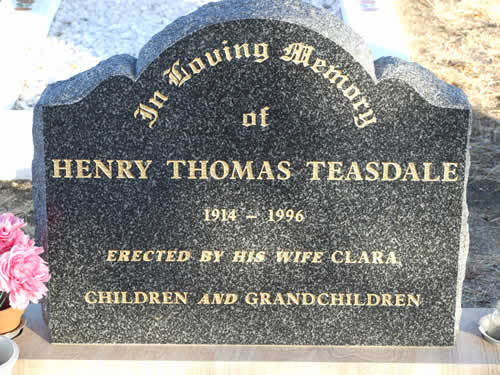 In Loving Memory
of
HENRY THOMAS TEASDALE
1914 – 1996
ERECTED BY HIS WIFE CLARA,
CHILDREN AND GRANDCHILDREN